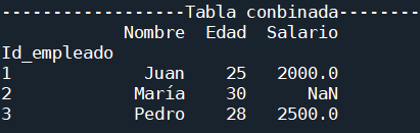 ------------------Tabla conbinada--------
Nombre Edad Salario
Id_empleado
1 Juan 25 2000.0
2 María 30 NaN
3 Pedro 28 2500.0